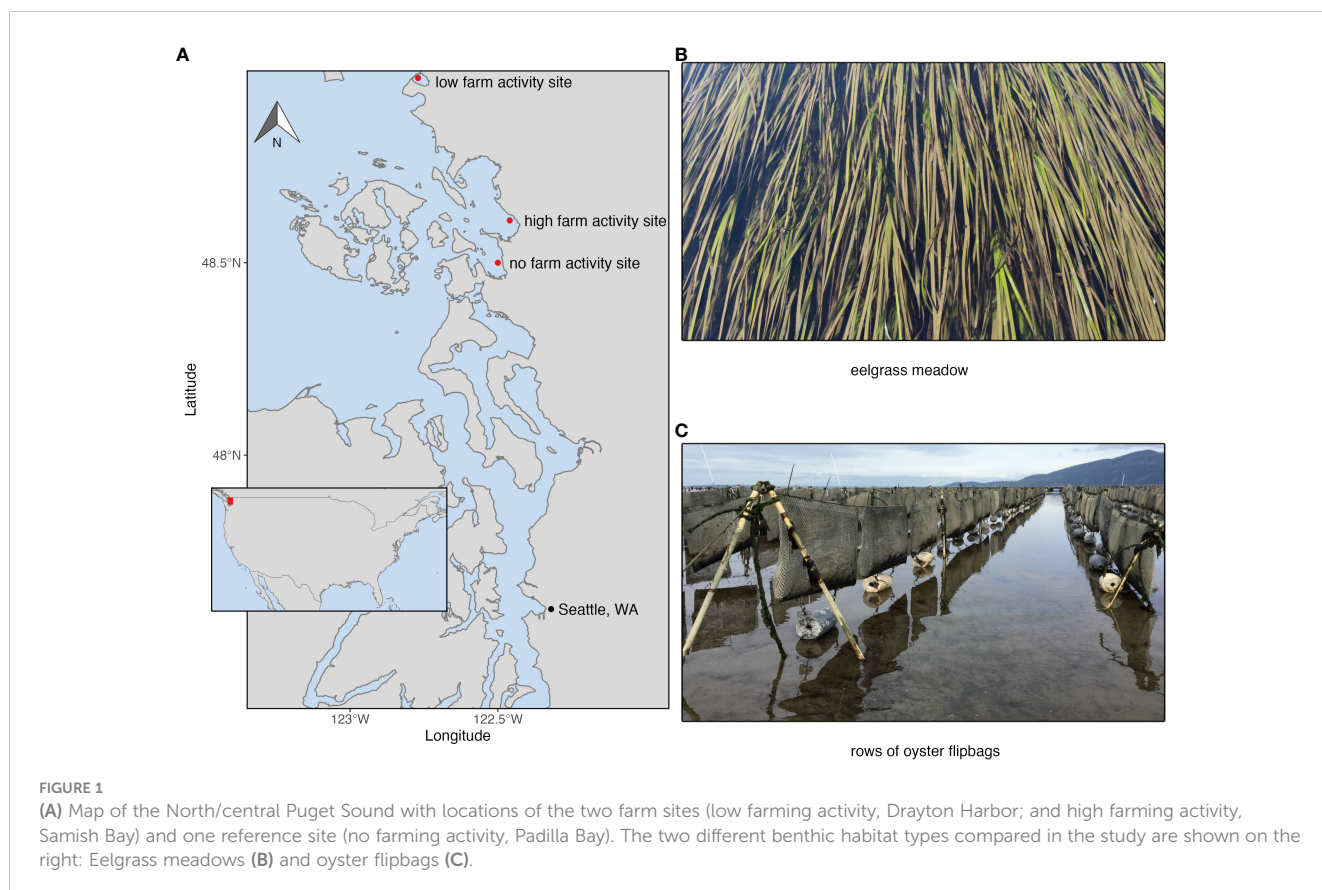 A
B
low farm activity site
N
high farm activity site
48.5°N
no farm activity site
Latitude
48°N
Seattle, WA
123°W
122.5°W
Longitude
eelgrass meadow
C
rows of oyster flipbags
FIGURE 1
(A) Map of the North/central Puget Sound with locations of the two farm sites (low farming activity, Drayton Harbor; and high farming activity,
Samish Bay) and one reference site (no farming activity, Padilla Bay). The two different benthic habitat types compared in the study are shown on the
right: Eelgrass meadows (B) and oyster flipbags (C).